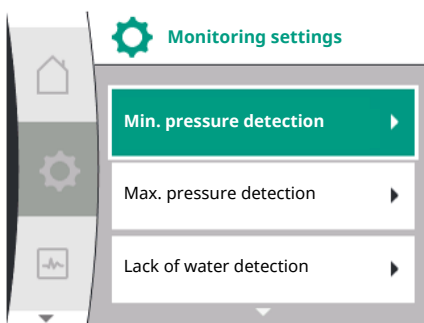 Monitoring settings
Min. pressure detection
Max. pressure detection
Lack of water detection